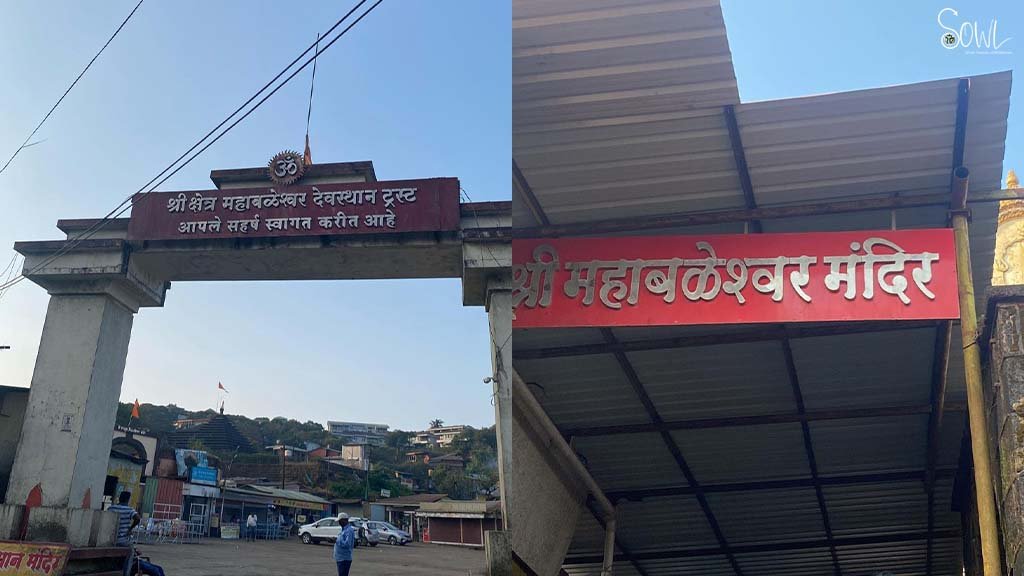 ॐ
श्रीक्षेत्र महाबळेश्वर देवस्थान ट्रस्ट
आपले सहर्ष स्वागत करीत आहे
मान मंदिर
श्री महाबळेश्वर मंदिर
SOWL